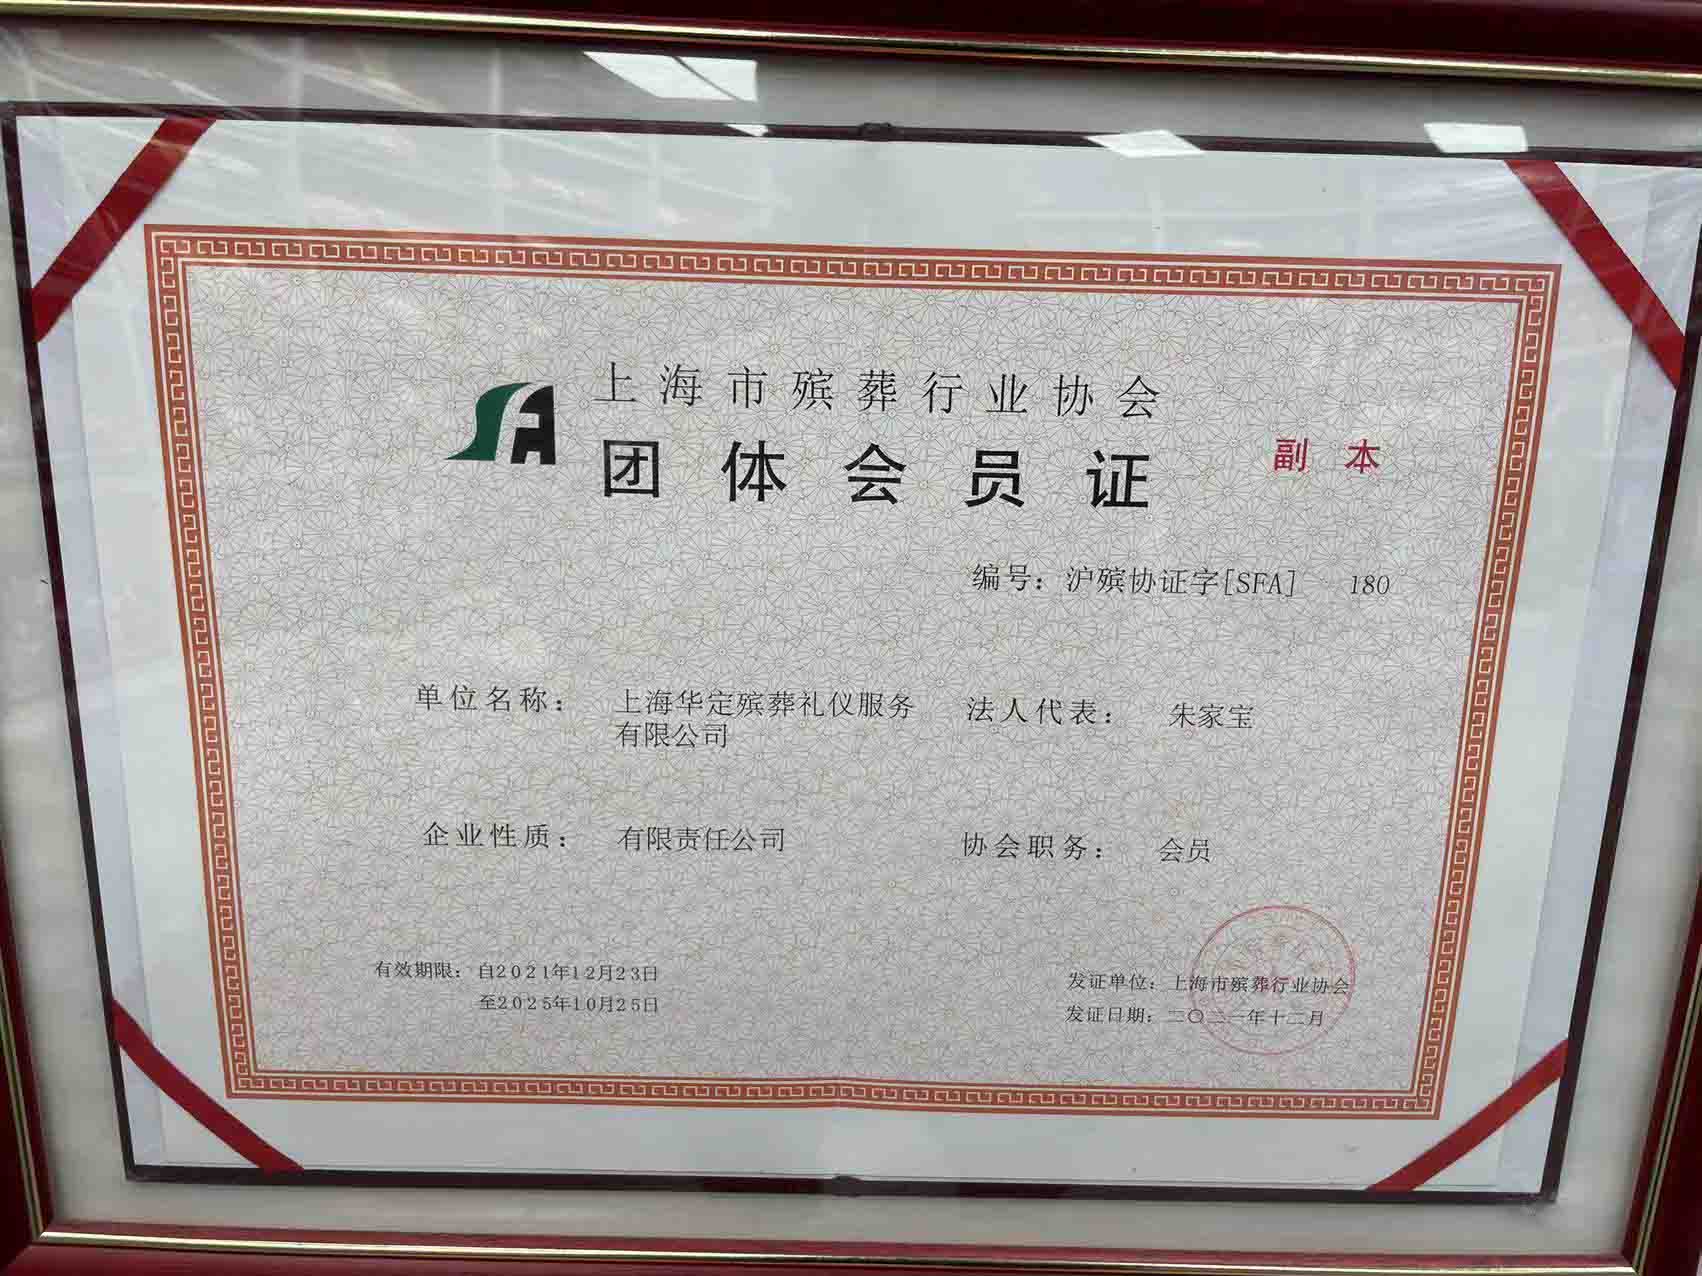 上海市殡葬行业协会
团体会员证
副本
编号：沪殡协证字[SFA] 180
单位名称：上海华定殡葬礼仪服务
有限公司
法人代表：朱家宝
企业性质：有限责任公司
协会职务：会员
有效期限：自2021年12月23日
至2025年10月25日
发证单位：上海市殡葬行业协会
发证日期：二〇二一年十二月